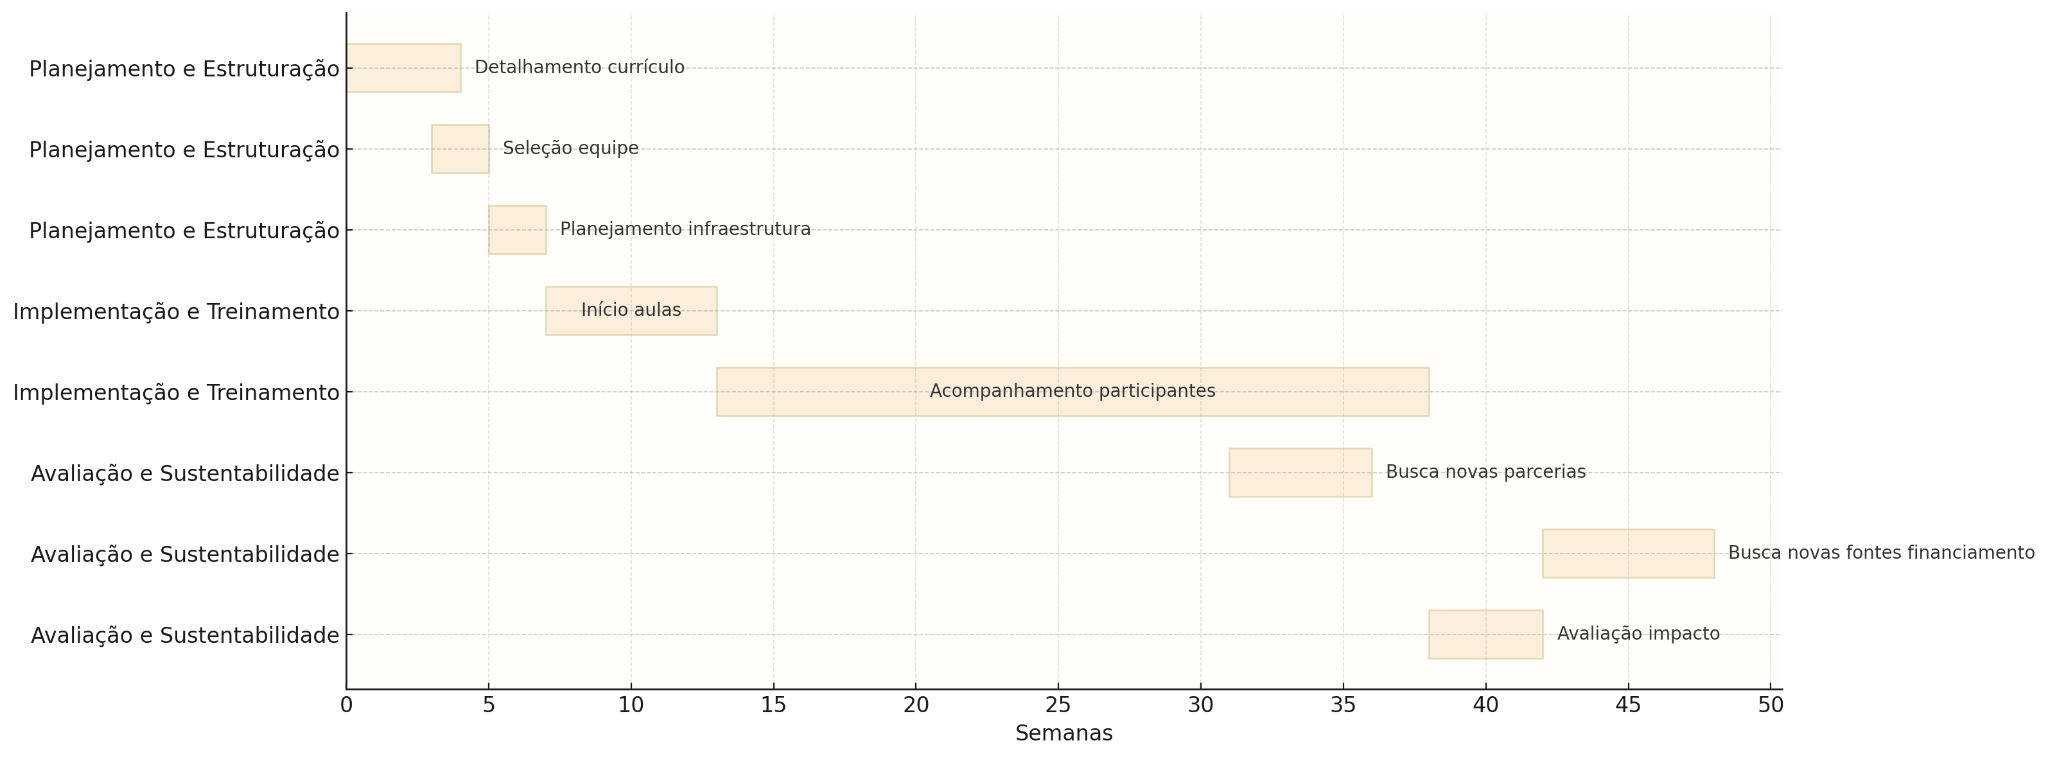 Planejamento e Estruturação
Detalhamento currículo
Planejamento e Estruturação
Seleção equipe
Planejamento e Estruturação
Planejamento infraestrutura
Implementação e Treinamento
Início aulas
Implementação e Treinamento
Acompanhamento participantes
Avaliação e Sustentabilidade
Busca novas parcerias
Avaliação e Sustentabilidade
Busca novas fontes financiamento
Avaliação e Sustentabilidade
Avaliação impacto
0 5 10 15 20 25 30 35 40 45 50
Semanas